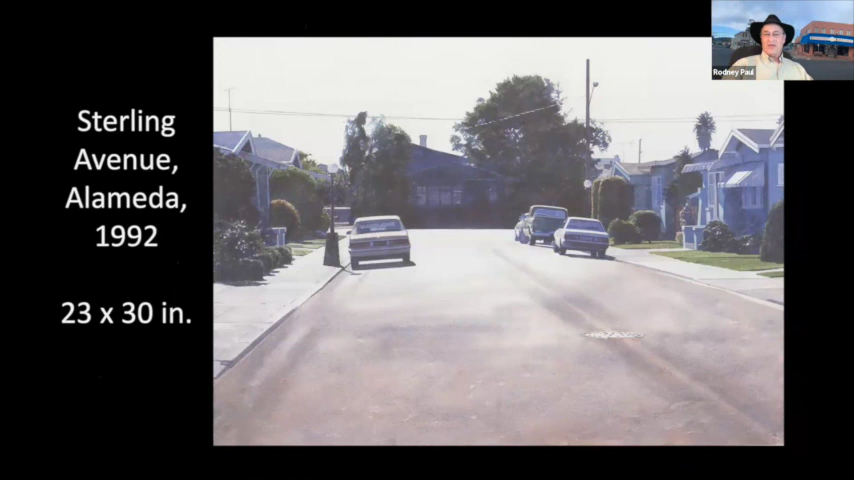 Sterling
Avenue,
Alameda,
1992
23 x 30 in.
Rodney Paul